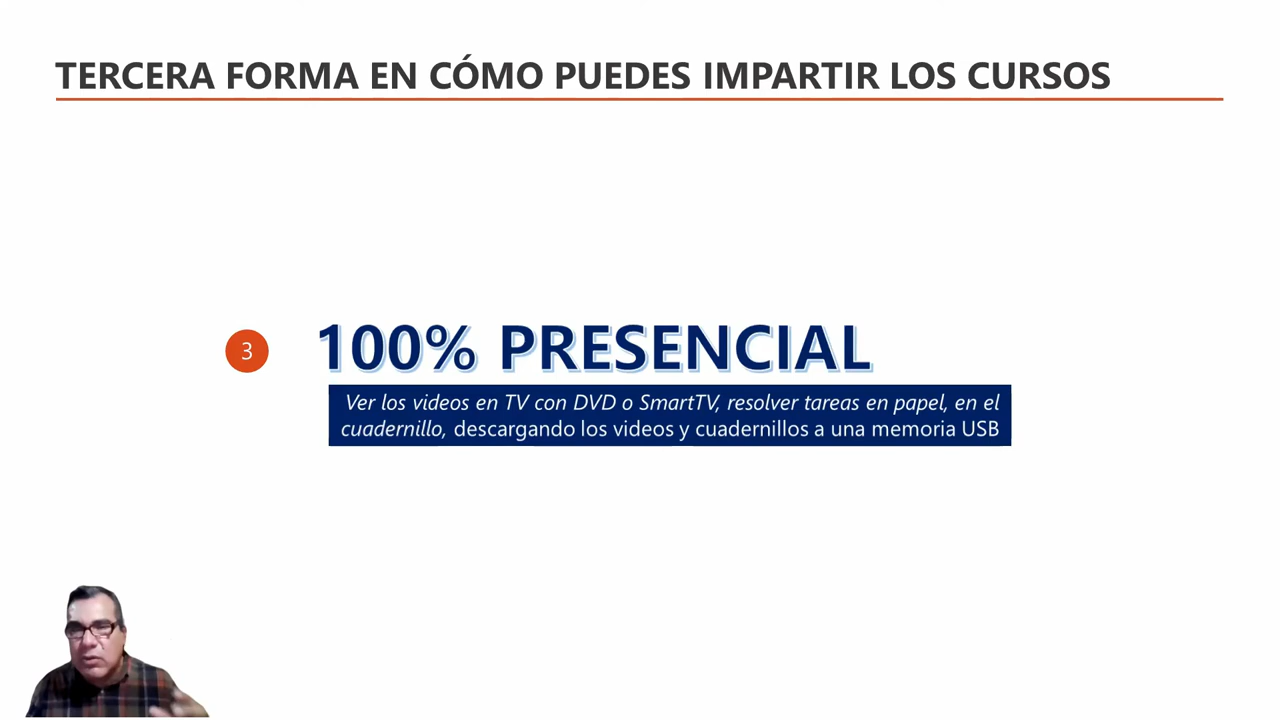 TERCERA FORMA EN CÓMO PUEDES IMPARTIR LOS CURSOS
3
100% PRESENCIAL
Ver los videos en TV con DVD o SmartTV, resolver tareas en papel, en el
cuadernillo, descargando los videos y cuadernillos a una memoria USB